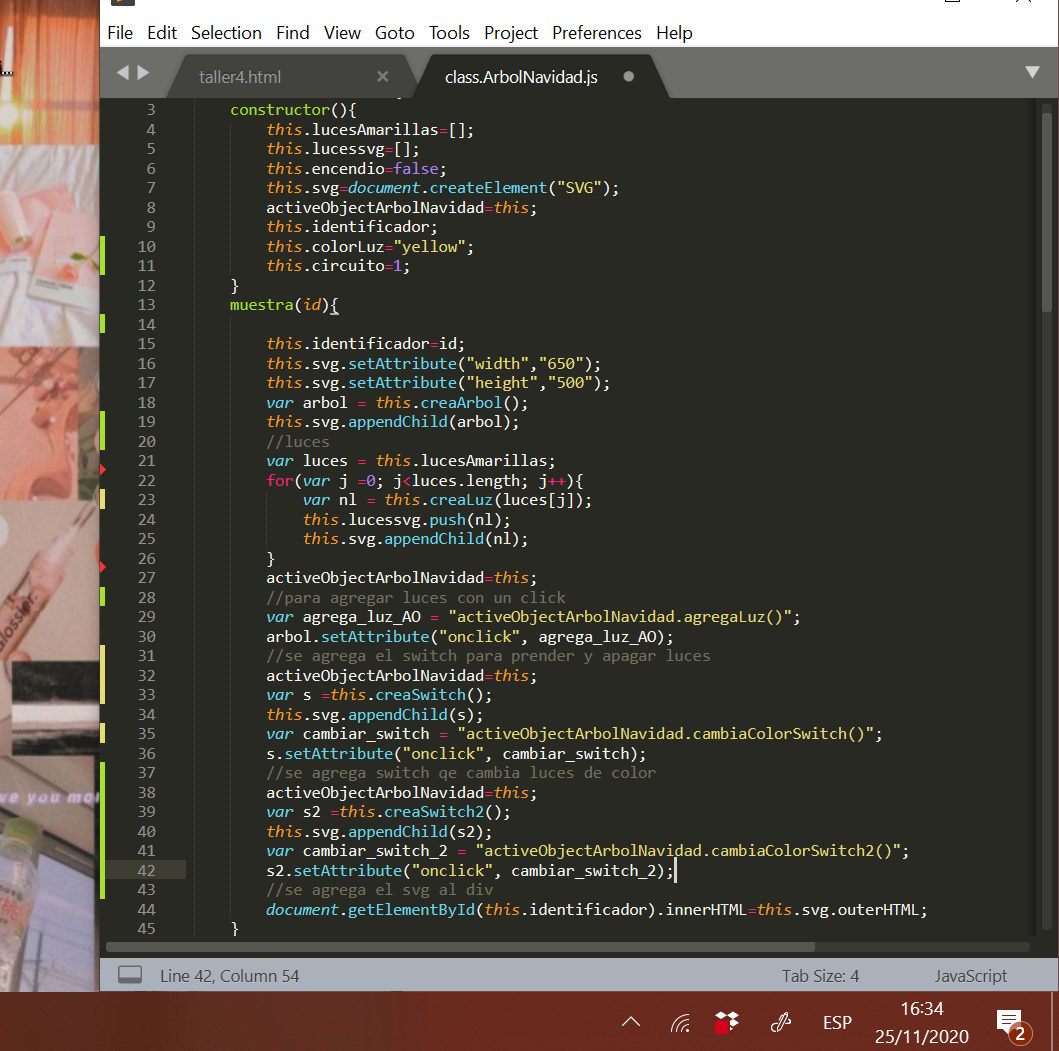 File Edit Selection Find View Goto Tools Project Preferences Help
taller4.html × class.ArbolNavidad.js
3 constructor(){
4 this.lucesAmarillas=[];
5 this.lucessvg=[];
6 this.encendio=false;
7 this.svg=document.createElement("SVG");
8 activeObjectArbolNavidad=this;
9 this.identificador;
10 this.colorLuz="yellow";
11 this.circuito=1;
12 }
13 muestra(id){
14
15 this.identificador=id;
16 this.svg.setAttribute("width","650");
17 this.svg.setAttribute("height","500");
18 var arbol = this.creaArbol();
19 this.svg.appendChild(arbol);
20 //luces
21 var luces = this.lucesAmarillas;
22 for(var j =0; j<luces.length; j++){
23 var nl = this.creaLuz(luces[j]);
24 this.lucessvg.push(nl);
25 this.svg.appendChild(nl);
26 }
27 activeObjectArbolNavidad=this;
28 //para agregar luces con un click
29 var agrega_luz_AO = "activeObjectArbolNavidad.agregaLuz()";
30 arbol.setAttribute("onclick", agrega_luz_AO);
31 //se agrega el switch para prender y apagar luces
32 activeObjectArbolNavidad=this;
33 var s =this.creaSwitch();
34 this.svg.appendChild(s);
35 var cambiar_switch = "activeObjectArbolNavidad.cambiaColorSwitch()";
36 s.setAttribute("onclick", cambiar_switch);
37 //se agrega switch qe cambia luces de color
38 activeObjectArbolNavidad=this;
39 var s2 =this.creaSwitch2();
40 this.svg.appendChild(s2);
41 var cambiar_switch_2 = "activeObjectArbolNavidad.cambiaColorSwitch2()";
42 s2.setAttribute("onclick", cambiar_switch_2);
43 //se agrega el svg al div
44 document.getElementById(this.identificador).innerHTML=this.svg.outerHTML;
45 }
Line 42, Column 54 Tab Size: 4 JavaScript
ESP 16:34
25/11/2020 2
Glossier.
ve you mo